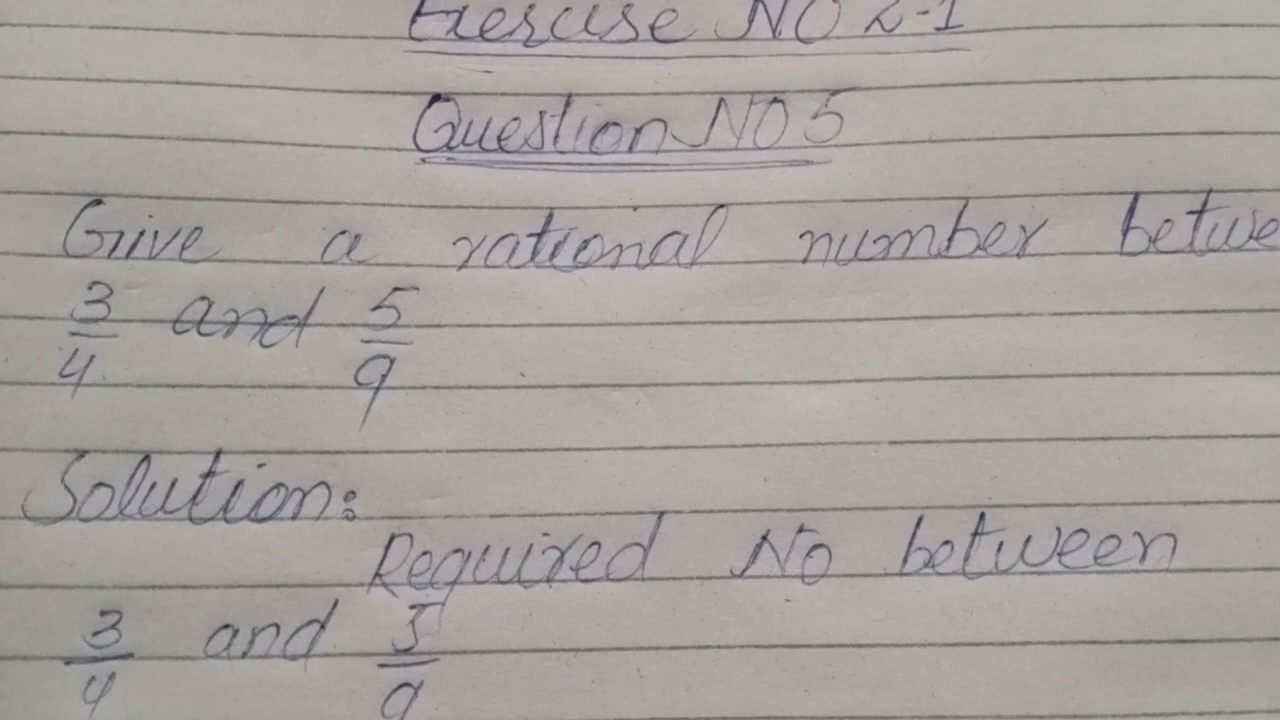 Exercise NO 2-1
Question NO 5
Give a rational number betwe
3/4 and 5/9
Solution:
Required No between
3/4 and 5/9